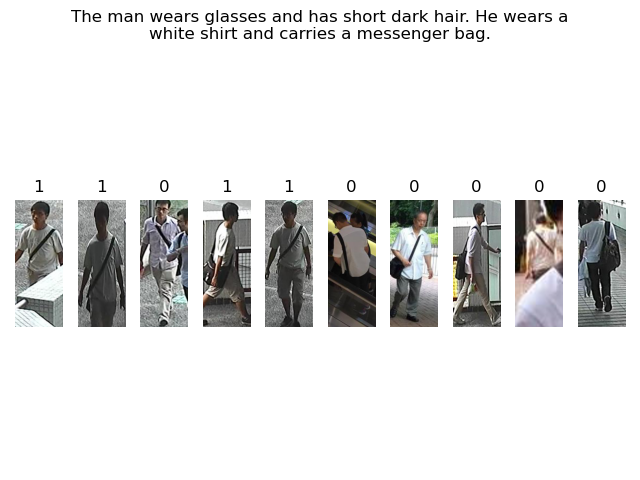 The man wears glasses and has short dark hair. He wears a
white shirt and carries a messenger bag.
1 1 0 1 1 0 0 0 0 0